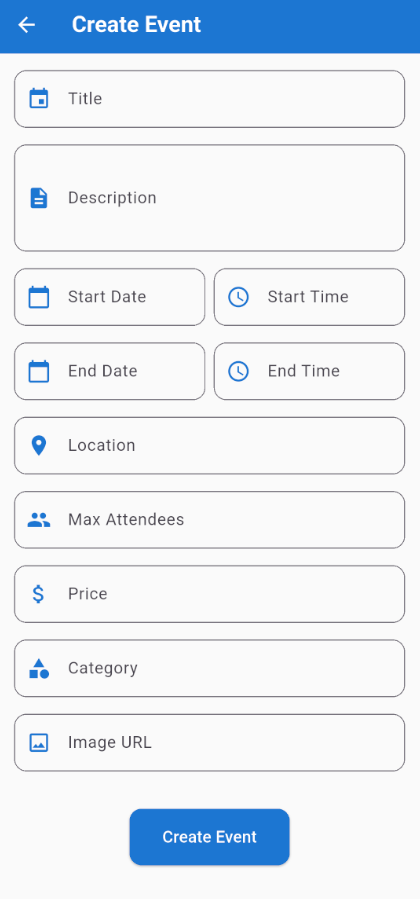 Create Event
Title
Description
Start Date
Start Time
End Date
End Time
Location
Max Attendees
Price
Category
Image URL
Create Event